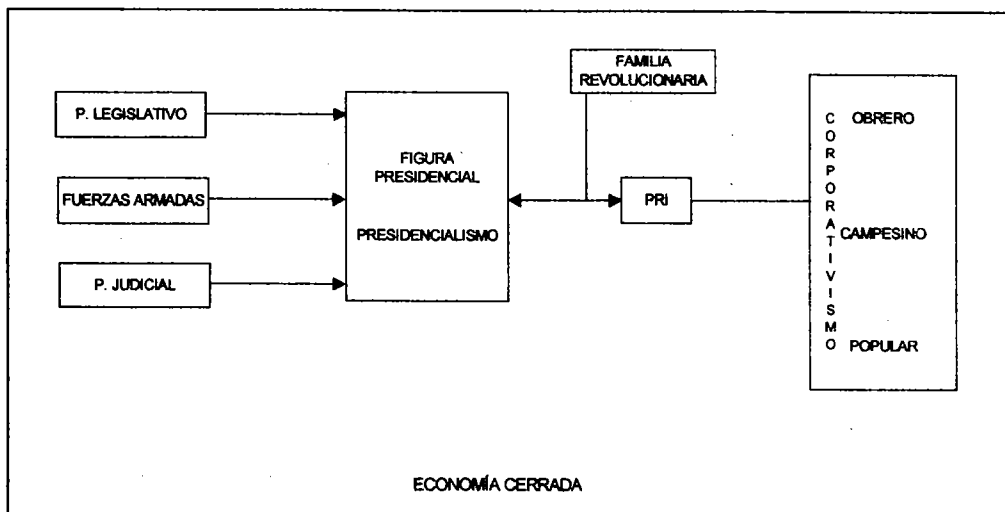 FAMILIA
REVOLUCIONARIA
P. LEGISLATIVO
FUERZAS ARMADAS
P. JUDICIAL
FIGURA
PRESIDENCIAL
PRESIDENCIALISMO
PRI
CORPORATIVISMO
OBRERO
CAMPESINO
POPULAR
ECONOMÍA CERRADA